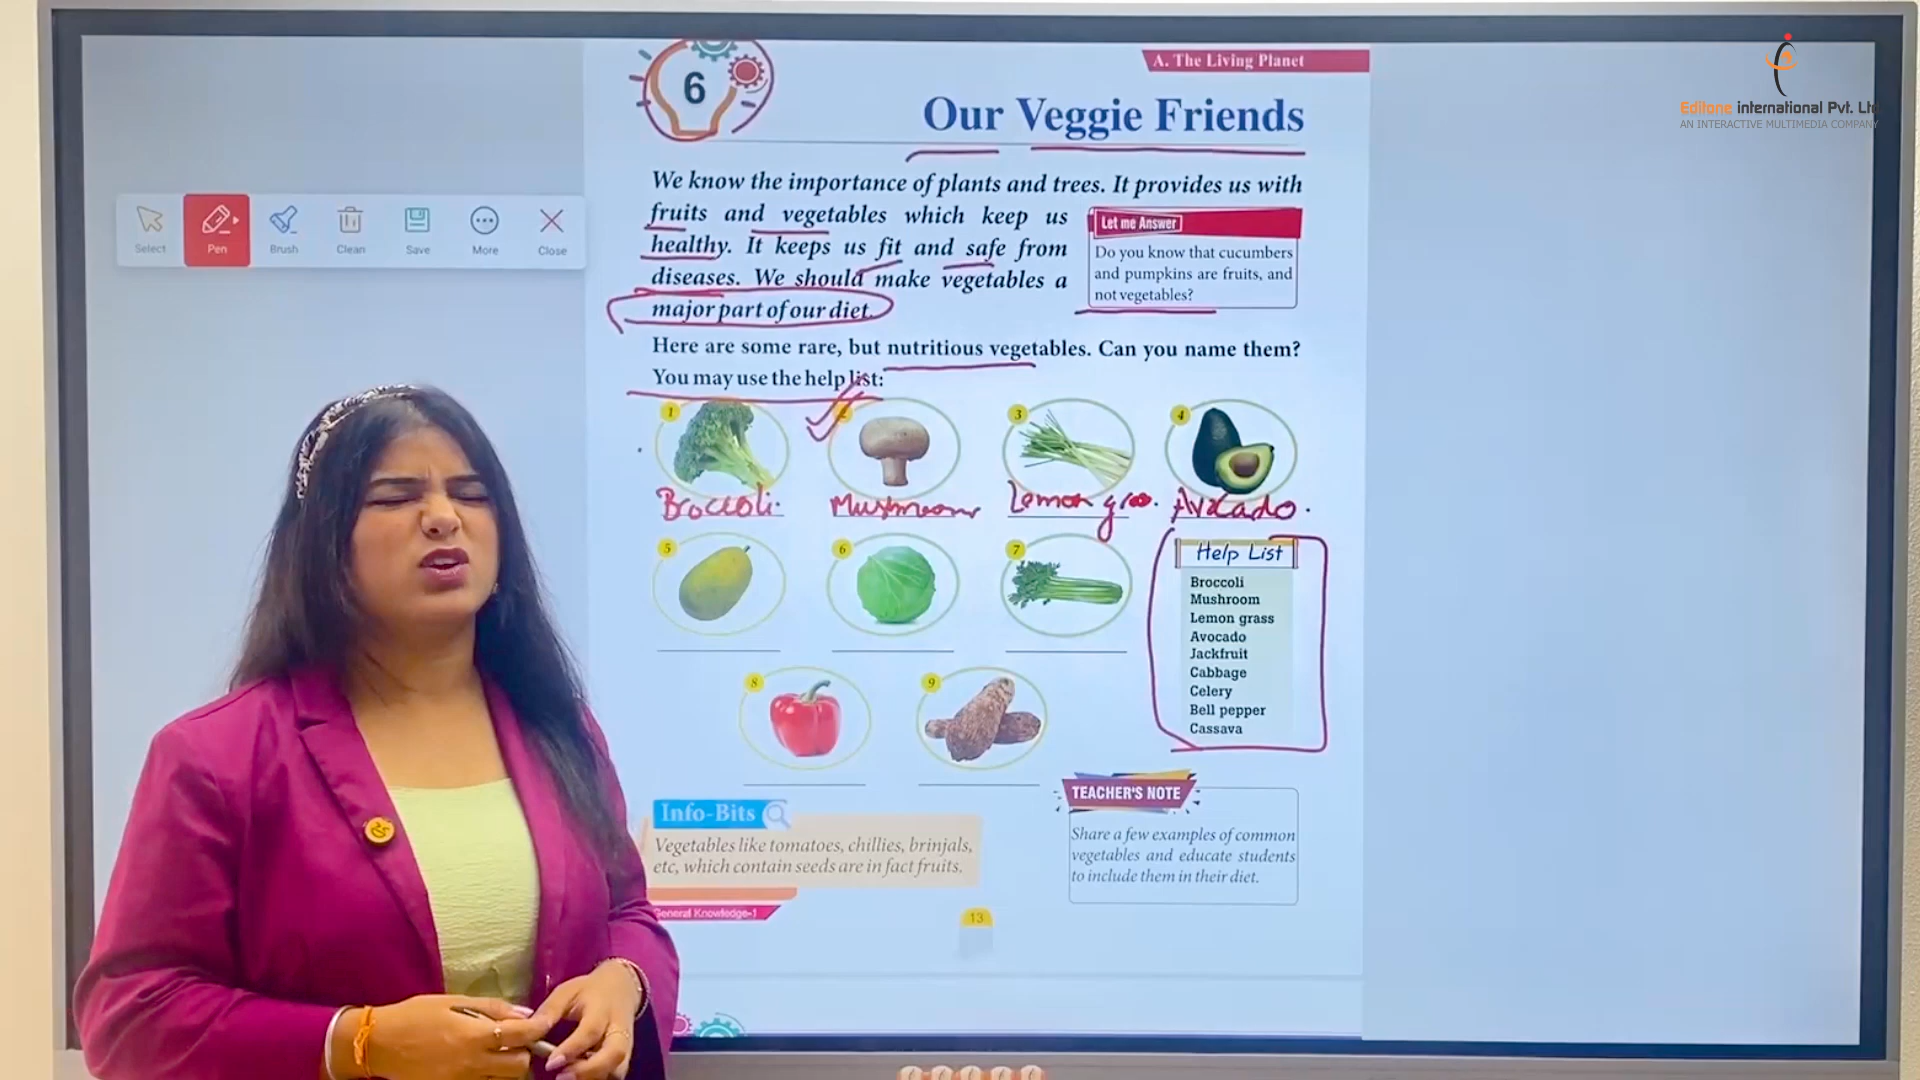 A. The Living Planet
Editone international Pvt. Ltd
AN INTERACTIVE MULTIMEDIA COMPANY
6
Our Veggie Friends
We know the importance of plants and trees. It provides us with
fruits and vegetables which keep us
healthy. It keeps us fit and safe from
diseases. We should make vegetables a
major part of our diet.
Let me Answer
Do you know that cucumbers
and pumpkins are fruits, and
not vegetables?
Select
Pen
Brush
Clean
Save
More
Close
Here are some rare, but nutritious vegetables. Can you name them?
You may use the help list:
1
2
3
4
Broccoli.
Mushroom
Lemon grass.
Avocado.
5
6
7
Help List
Broccoli
Mushroom
Lemon grass
Avocado
Jackfruit
Cabbage
Celery
Bell pepper
Cassava
8
9
Info-Bits
Vegetables like tomatoes, chillies, brinjals,
etc, which contain seeds are in fact fruits.
TEACHER'S NOTE
Share a few examples of common
vegetables and educate students
to include them in their diet.
General Knowledge-1
13